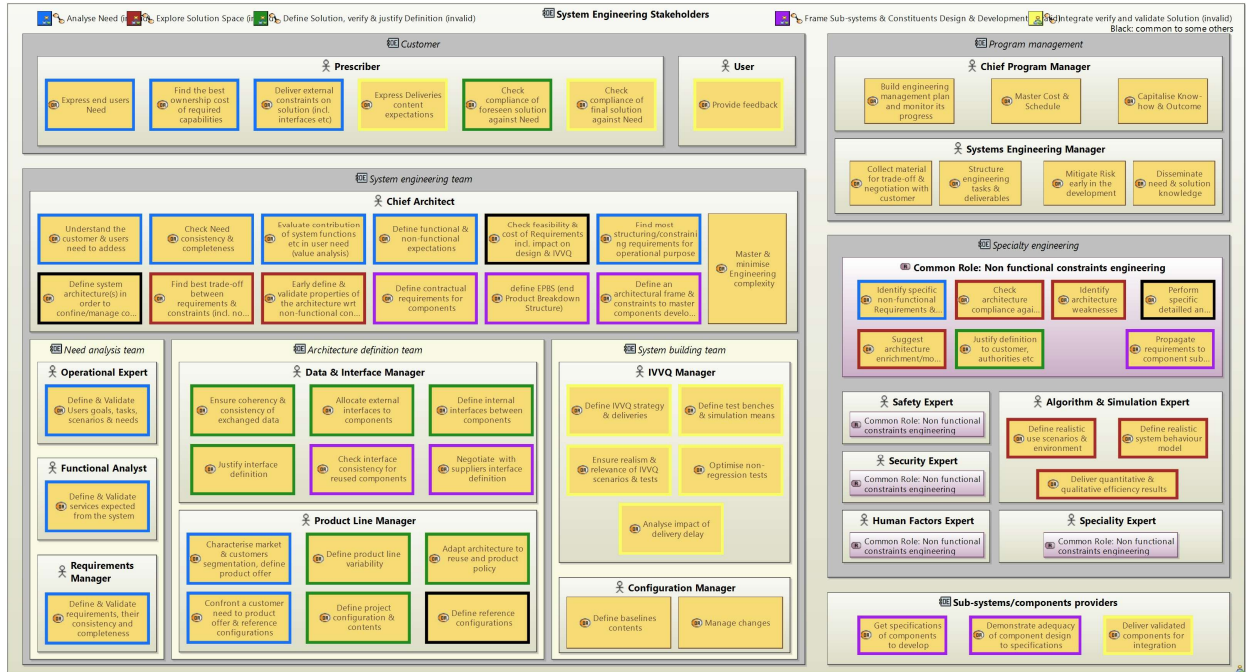 Analyse Need (in
Explore Solution Space (i
Define Solution, verify & justify Definition (invalid)
System Engineering Stakeholders
Frame Sub-systems & Constituents Design & Development
Integrate verify and validate Solution (invalid)
Black: common to some others
Customer
Prescriber
Express end users
Need
Find the best
ownership cost
of required
capabilities
Deliver external
constraints on
solution (incl.
interfaces etc)
Express Deliveries
content
expectations
Check
compliance of
foreseen solution
against Need
Check
compliance of
final solution
against Need
User
Provide feedback
Program management
Chief Program Manager
Build engineering
management plan
and monitor its
progress
Master Cost &
Schedule
Capitalise Know-
how & Outcome
Systems Engineering Manager
Collect material
for trade-off &
negotiation with
customer
Structure
engineering
tasks &
deliverables
Mitigate Risk
early in the
development
Disseminate
need & solution
knowledge
System engineering team
Chief Architect
Understand the
customer & users
need to addess
Check Need
consistency &
completeness
Evaluate contribution
of system functions
etc in user need
(value analysis)
Define functional &
non-functional
expectations
Check feasibility &
cost of Requirements
incl. impact on
design & IVVQ
Find most
structuring/constraini
ng requirements for
operational purpose
Master &
minimise
Engineering
complexity
Define system
architecture(s) in
order to
confine/manage co...
Find best trade-off
between
requirements &
constraints (incl. no...
Early define &
validate properties of
the architecture wrt
non-functional con...
Define contractual
requirements for
components
define EPBS (end
Product Breakdown
Structure)
Define an
architectural frame &
constraints to master
components develo...
Need analysis team
Operational Expert
Define & Validate
Users goals, tasks,
scenarios & needs
Functional Analyst
Define & Validate
services expected
from the system
Requirements
Manager
Define & Validate
requirements, their
consistency and
completeness
Architecture definition team
Data & Interface Manager
Ensure coherency &
consistency of
exchanged data
Allocate external
interfaces to
components
Define internal
interfaces between
components
Justify interface
definition
Check interface
consistency for
reused components
Negotiate with
suppliers interface
definition
Product Line Manager
Characterise market
& customers
segmentation, define
product offer
Define product line
variability
Adapt architecture to
reuse and product
policy
Confront a customer
need to product
offer & reference
configurations
Define project
configuration &
contents
Define reference
configurations
System building team
IVVQ Manager
Define IVVQ strategy
& deliveries
Define test benches
& simulation means
Ensure realism &
relevance of IVVQ
scenarios & tests
Optimise non-
regression tests
Analyse impact of
delivery delay
Configuration Manager
Define baselines
contents
Manage changes
Specialty engineering
Common Role: Non functional constraints engineering
Identify specific
non-functional
Requirements &...
Check
architecture
compliance agai...
Identify
architecture
weaknesses
Perform
specific
detailled an...
Suggest
architecture
enrichment/mo...
Justify definition
to customer,
authorities etc
Propagate
requirements to
component sub...
Safety Expert
Common Role: Non functional
constraints engineering
Security Expert
Common Role: Non functional
constraints engineering
Human Factors Expert
Common Role: Non functional
constraints engineering
Algorithm & Simulation Expert
Define realistic
use scenarios &
environment
Define realistic
system behaviour
model
Deliver quantitative &
qualitative efficiency results
Speciality Expert
Common Role: Non functional
constraints engineering
Sub-systems/components providers
Get specifications
of components
to develop
Demonstrate adequacy
of component design
to specifications
Deliver validated
components for
integration